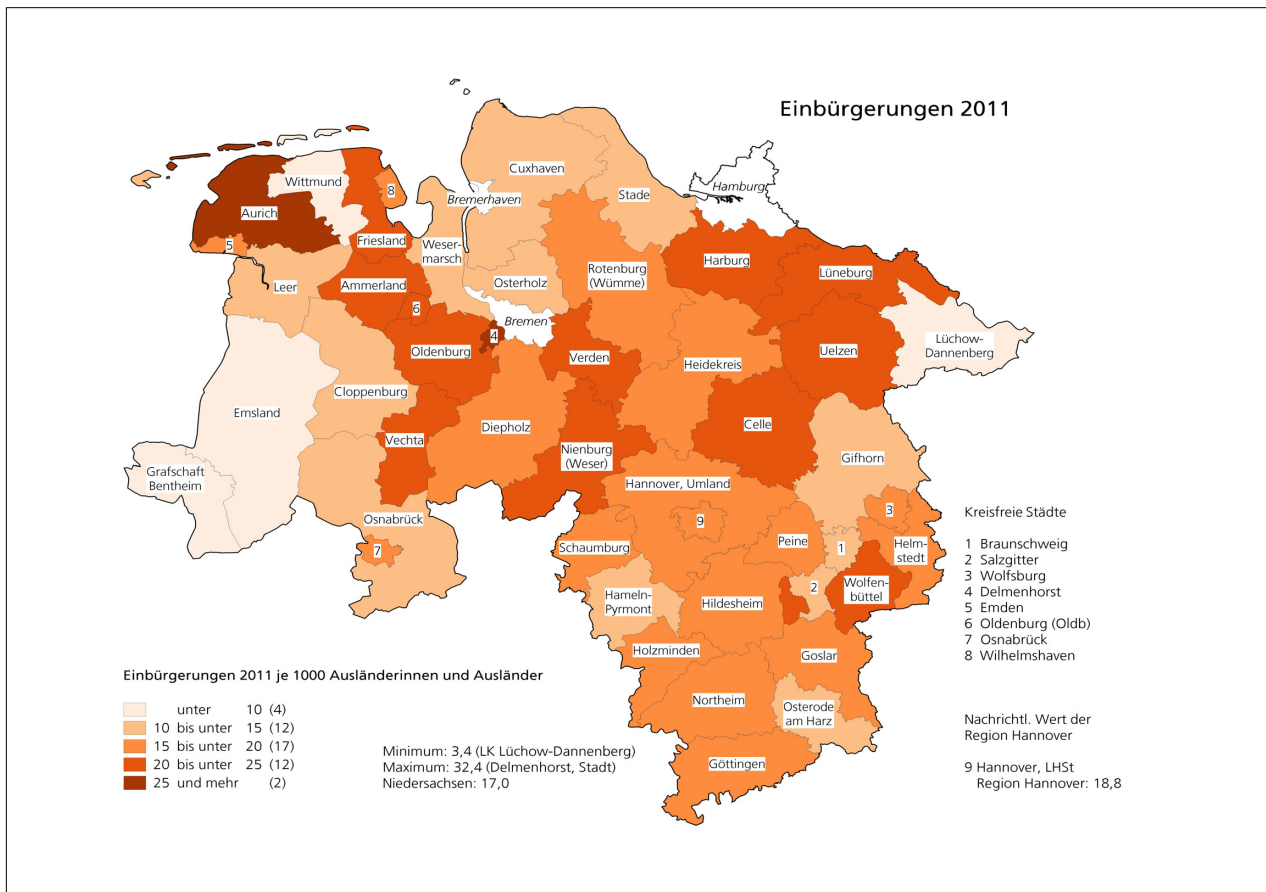 Einbürgerungen 2011
Cuxhaven
Wittmund
Hamburg
8
Stade
Bremerhaven
Aurich
Friesland
5
Weser-
marsch
Harburg
Rotenburg
(Wümme)
Lüneburg
Leer
Ammerland
Osterholz
6
Bremen
4
Lüchow-
Dannenberg
Oldenburg
Verden
Uelzen
Heidekreis
Cloppenburg
Emsland
Celle
Diepholz
Vechta
Nienburg
(Weser)
Gifhorn
Grafschaft
Bentheim
Hannover, Umland
3
Osnabrück
9
Peine
1
Helm-
stedt
Schaumburg
7
2
Wolfen-
büttel
Hameln-
Pyrmont
Hildesheim
Holzminden
Goslar
Northeim
Osterode
am Harz
Göttingen
Kreisfreie Städte
1 Braunschweig
2 Salzgitter
3 Wolfsburg
4 Delmenhorst
5 Emden
6 Oldenburg (Oldb)
7 Osnabrück
8 Wilhelmshaven
Nachrichtl. Wert der
Region Hannover
9 Hannover, LHSt
Region Hannover: 18,8
Einbürgerungen 2011 je 1000 Ausländerinnen und Ausländer
unter 10 (4)
10 bis unter 15 (12)
15 bis unter 20 (17)
20 bis unter 25 (12)
25 und mehr (2)
Minimum: 3,4 (LK Lüchow-Dannenberg)
Maximum: 32,4 (Delmenhorst, Stadt)
Niedersachsen: 17,0